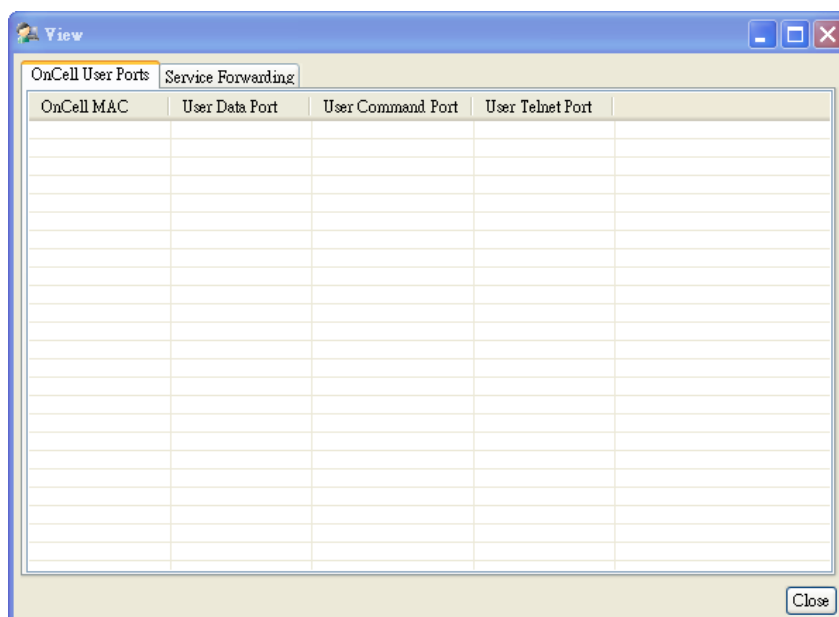 View
OnCell User Ports Service Forwarding
OnCell MAC User Data Port User Command Port User Telnet Port
Close